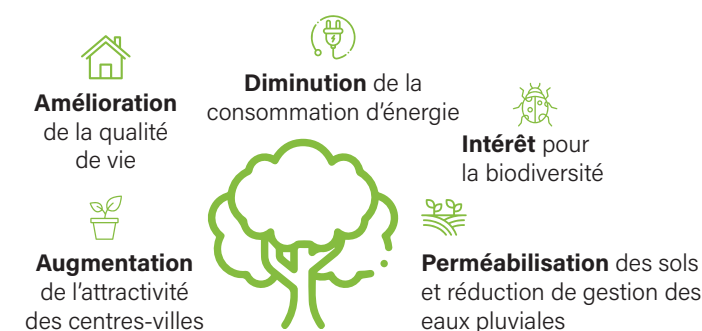 Diminution de la
consommation d'énergie
Amélioration
de la qualité
de vie
Intérêt pour
la biodiversité
Augmentation
de l'attractivité
des centres-villes
Perméabilisation des sols
et réduction de gestion des
eaux pluviales